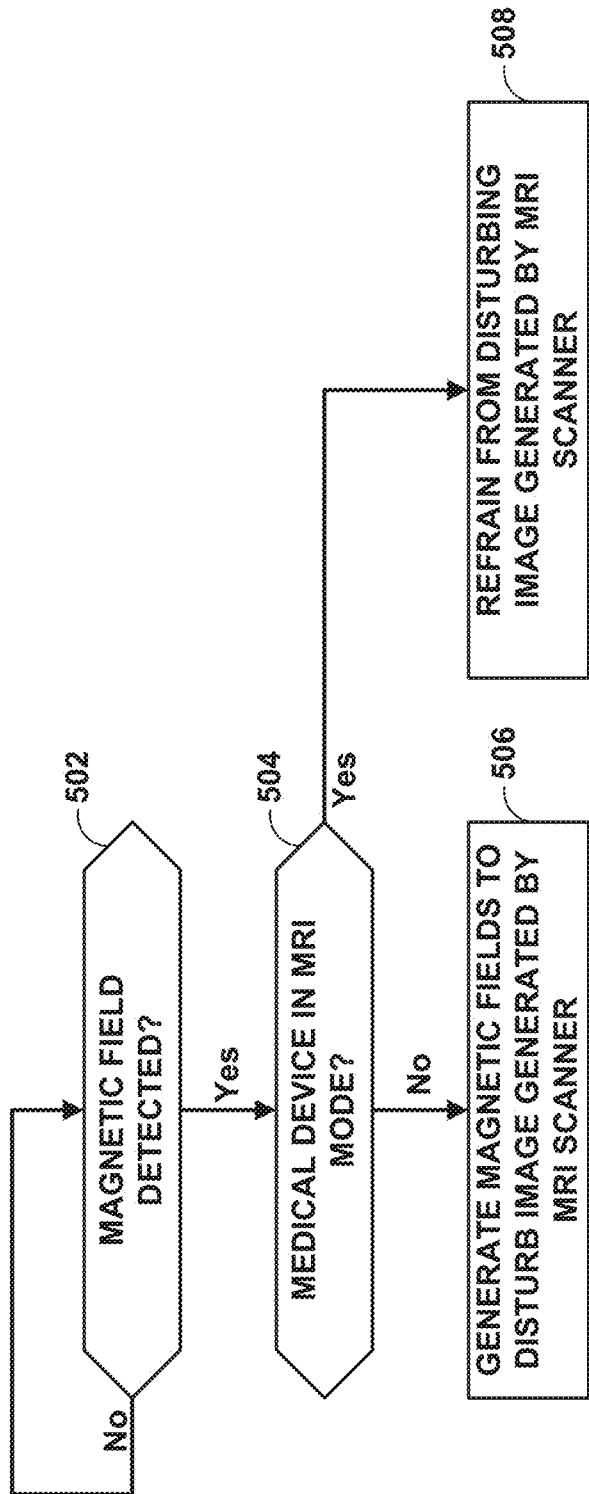 502
MAGNETIC FIELD
DETECTED?
No
Yes
504
MEDICAL DEVICE IN MRI
MODE?
Yes
No
506
GENERATE MAGNETIC FIELDS TO
DISTURB IMAGE GENERATED BY
MRI SCANNER
508
REFRAIN FROM DISTURBING
IMAGE GENERATED BY MRI
SCANNER